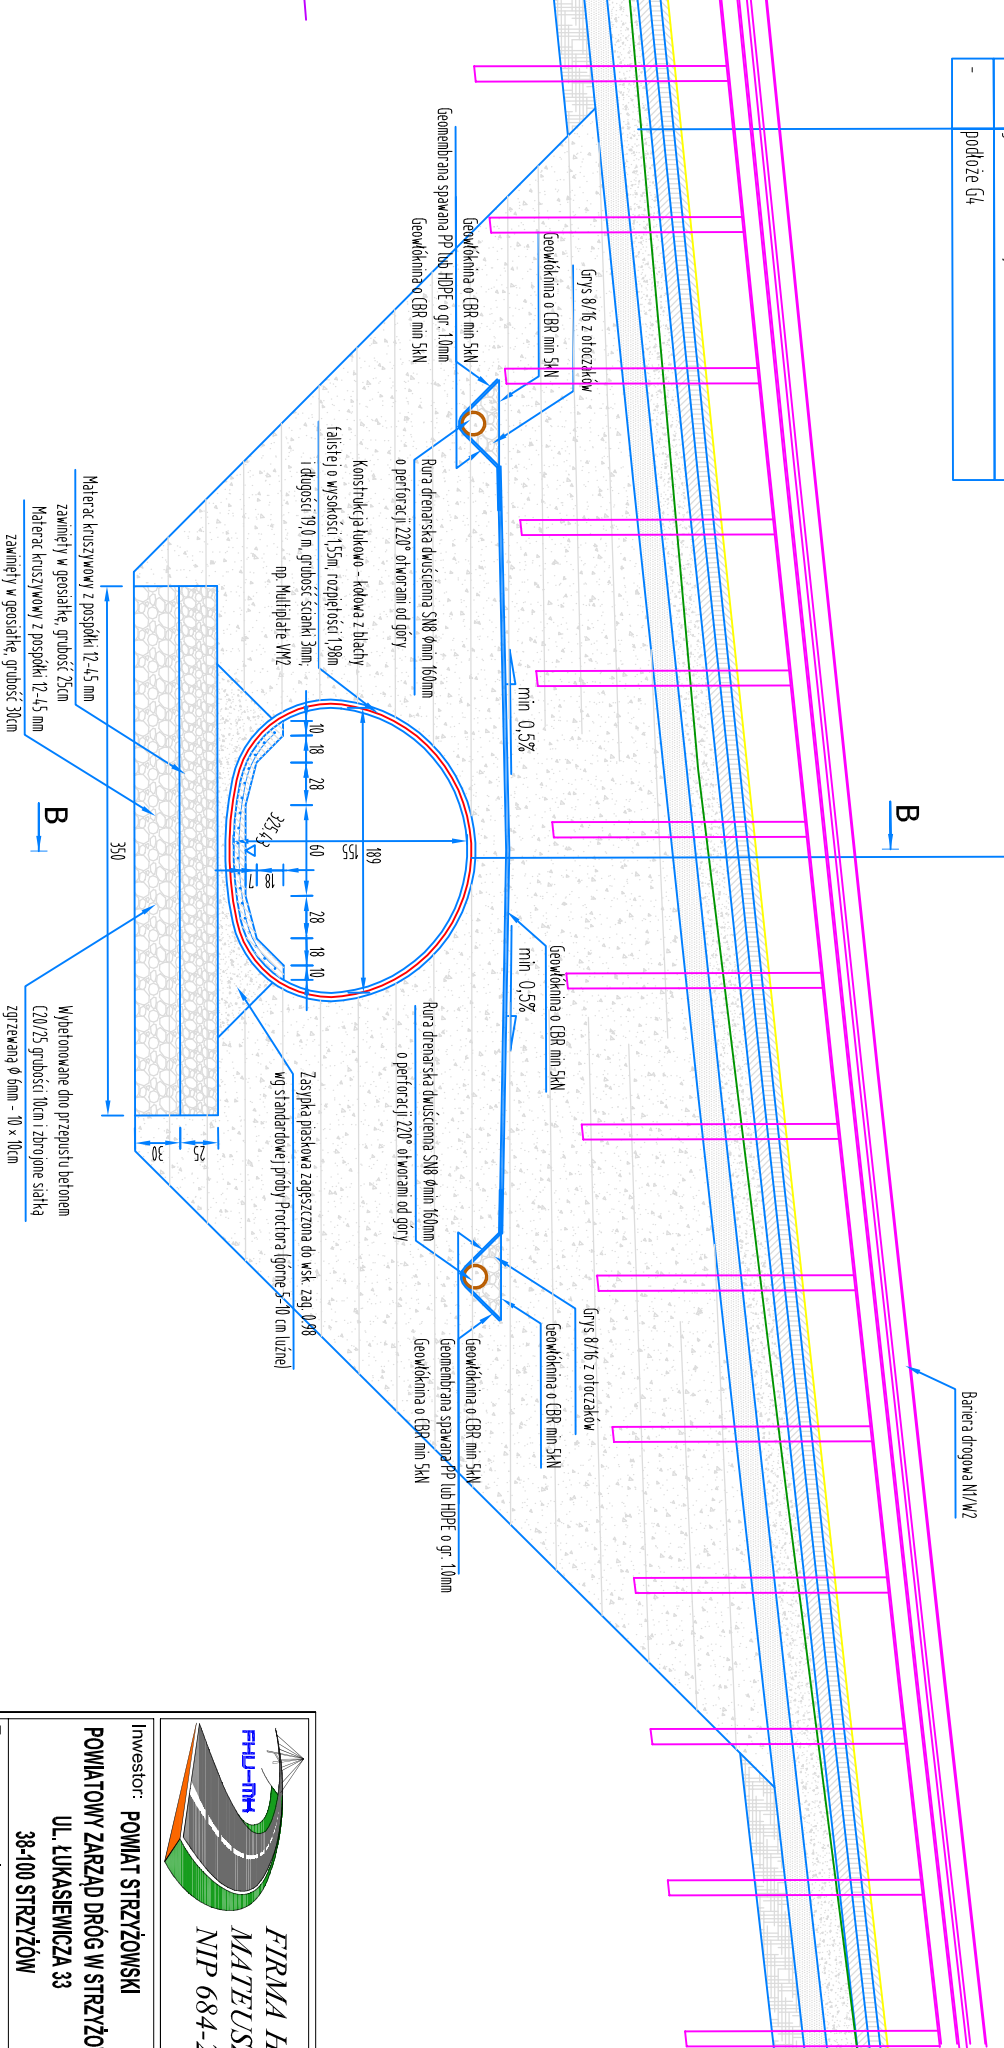 -
podłoże G4
B
Bariera drogowa N1/W2
Grys 8/16 z otoczaków
Geowłóknina o CBR min 5kN
Geowłóknina o CBR min 5kN
Geomembrana spawana PP lub HDPE o gr. 1.0mm
Geowłóknina o CBR min 5kN
min 0,5%
min 0,5%
Geowłóknina o CBR min 5kN
Grys 8/16 z otoczaków
Geowłóknina o CBR min 5kN
Geowłóknina o CBR min 5kN
Geomembrana spawana PP lub HDPE o gr. 1.0mm
Geowłóknina o CBR min 5kN
Rura drenarska dwuścienna SN8 Φmin 160mm
o perforacji 220° otworami od góry
Rura drenarska dwuścienna SN8 Φmin 160mm
o perforacji 220° otworami od góry
Konstrukcja łukowo - kołowa z blachy
falistej o wysokości 1,55m, rozpiętości 1,98m
i długości 19,0 m, grubość ścianki 3mm,
np. Multiplate VM2
189
155
10
18
28
60
28
18
10
325,43
7
18
Zasypka piaskowa zagęszczona do wsk. zag. 0.98
wg standardowej próby Proctora (górne 5-10 cm luźne)
25
30
350
Materac kruszywowy z pospółki 12-45 mm
zawinięty w geosiatkę, grubość 25cm
Materac kruszywowy z pospółki 12-45 mm
zawinięty w geosiatkę, grubość 30cm
B
Wybetonowane dno przepustu betonem
C20/25 grubości 10cm i zbrojone siatką
zgrzewaną Φ 6mm - 10 x 10cm
FHU-MK
FIRMA
MATEUS
NIP 684-
Inwestor: POWIAT STRZYŻOWSKI
POWIATOWY ZARZĄD DRÓG W STRZYŻO
UL. ŁUKASIEWICZA 33
38-100 STRZYŻÓW